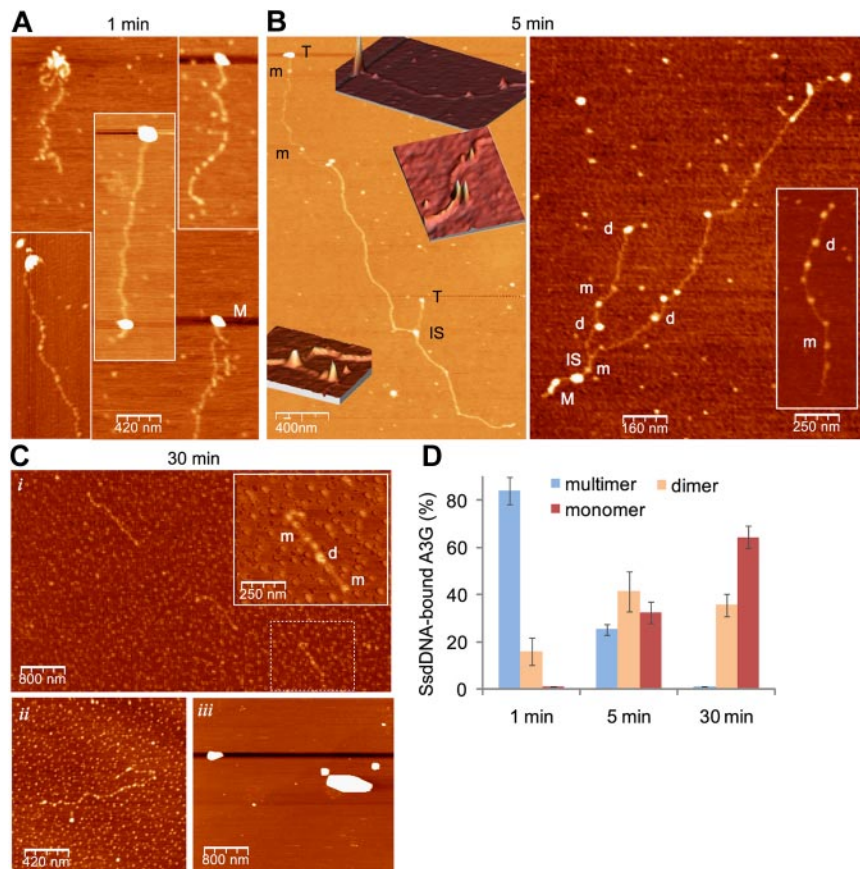 A
1 min
M
420 nm
B
5 min
T
m
m
T
IS
400nm
d
m
d
d
IS
m
M
160 nm
d
m
250 nm
C
30 min
i
m
d
m
250 nm
800 nm
ii
420 nm
iii
800 nm
D
SsdDNA-bound A3G (%)
multimer
dimer
monomer
80
60
40
20
0
1 min
5 min
30 min